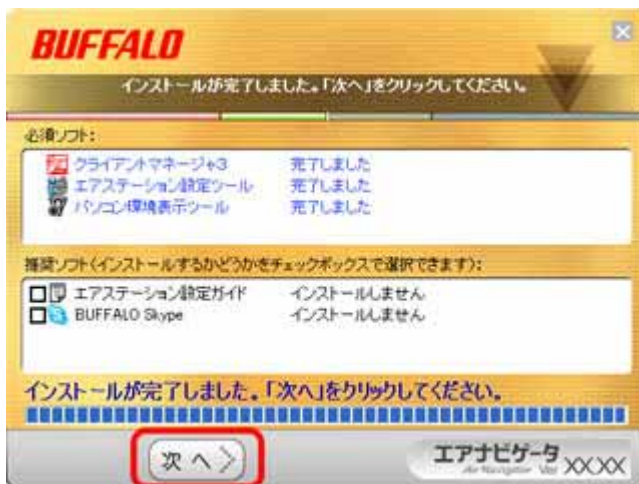 BUFFALO
インストールが完了しました。「次へ」をクリックしてください。
必須ソフト:
クライアントマネージャ3 完了しました
エアステーション設定ツール 完了しました
パソコン環境表示ツール 完了しました
推奨ソフト(インストールするかどうかをチェックボックスで選択できます):
エアステーション設定ガイド インストールしません
BUFFALO Skype インストールしません
インストールが完了しました。「次へ」をクリックしてください。
次へ
エアナビゲータ
Air Navigator Ver XX.XX